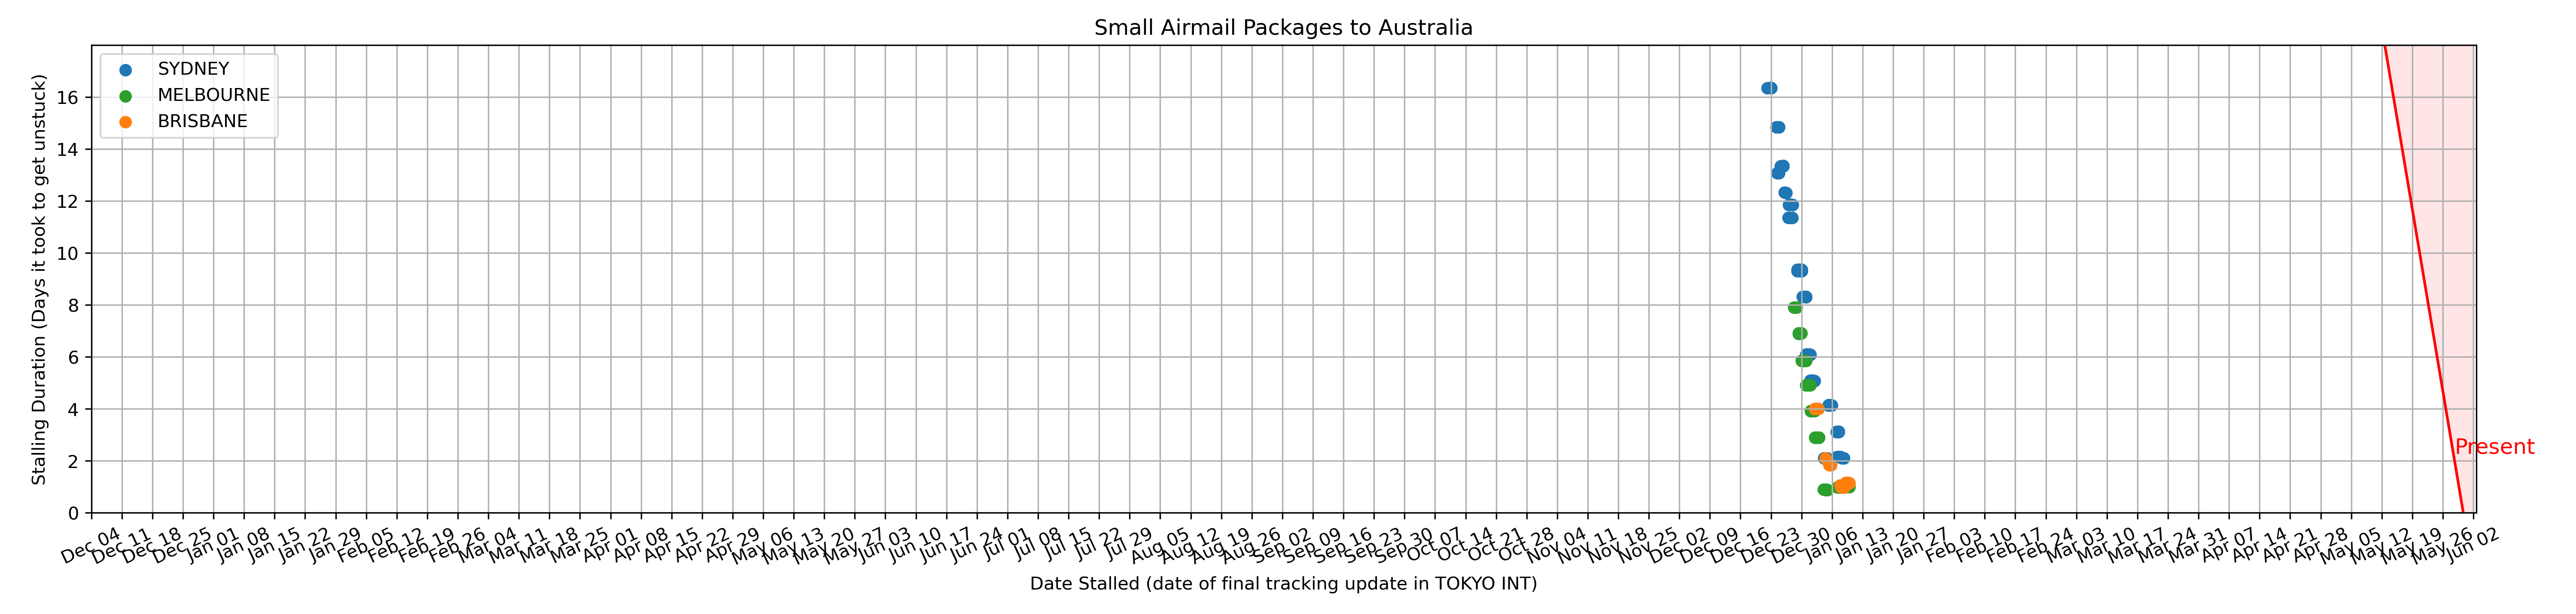 Small Airmail Packages to Australia
SYDNEY
MELBOURNE
BRISBANE
Stalling Duration (Days it took to get unstuck)
16
14
12
10
8
6
4
2
0
Present
Dec 04
Dec 11
Dec 18
Dec 25
Jan 01
Jan 08
Jan 15
Jan 22
Jan 29
Feb 05
Feb 12
Feb 19
Feb 26
Mar 04
Mar 11
Mar 18
Mar 25
Apr 01
Apr 08
Apr 15
Apr 22
Apr 29
May 06
May 13
May 20
May 27
Jun 03
Jun 10
Jun 17
Jun 24
Jul 01
Jul 08
Jul 15
Jul 22
Jul 29
Aug 05
Aug 12
Aug 19
Aug 26
Sep 02
Sep 09
Sep 16
Sep 23
Sep 30
Oct 07
Oct 14
Oct 21
Oct 28
Nov 04
Nov 11
Nov 18
Nov 25
Dec 02
Dec 09
Dec 16
Dec 23
Dec 30
Jan 06
Jan 13
Jan 20
Jan 27
Feb 03
Feb 10
Feb 17
Feb 24
Mar 03
Mar 10
Mar 17
Mar 24
Mar 31
Apr 07
Apr 14
Apr 21
Apr 28
May 05
May 12
May 19
May 26
Jun 02
Date Stalled (date of final tracking update in TOKYO INT)